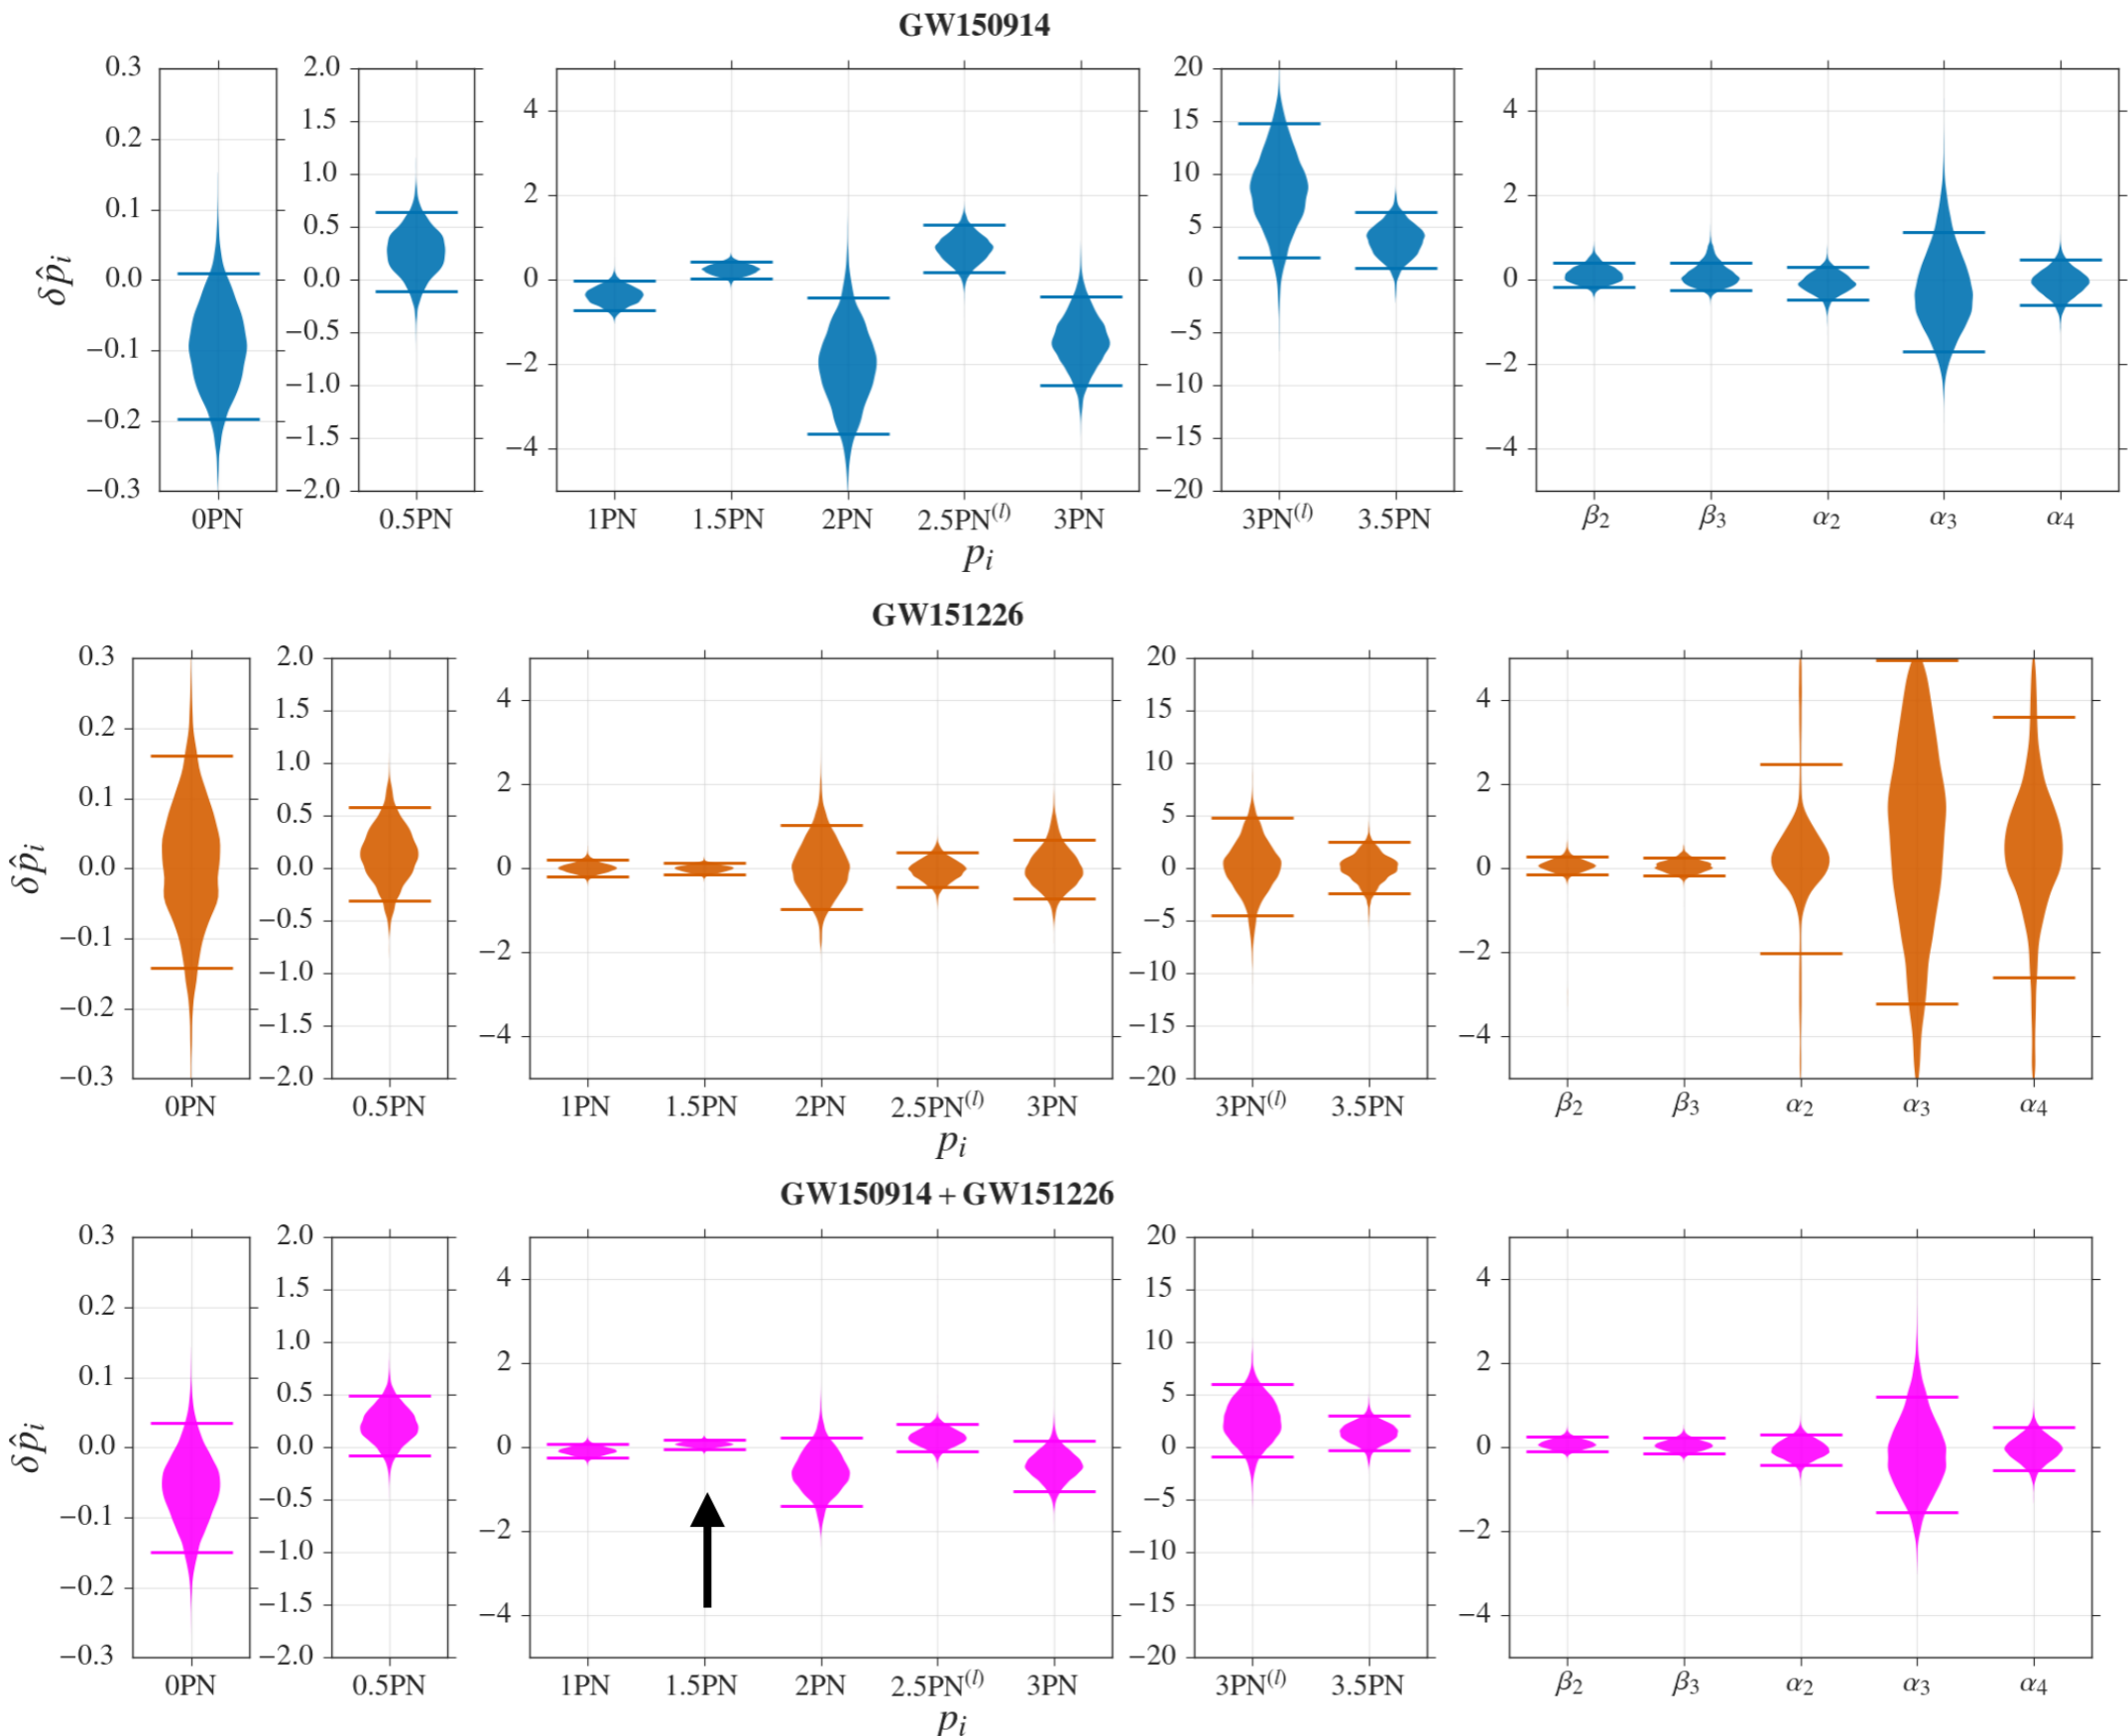 GW150914
0.3 2.0 20
0.2 1.5 4 15 4
1.0 10
0.1 0.5 2 5 2
0.0 0.0 0 0 0
−0.1 −0.5 −2 −5 −2
−1.0 −10
−0.2 −1.5 −4 −15 −4
−0.3 −2.0 −20
δp̂i
0PN 0.5PN 1PN 1.5PN 2PN 2.5PN(l) 3PN 3PN(l) 3.5PN β2 β3 α2 α3 α4
pi
GW151226
0.3 2.0 20
0.2 1.5 4 15 4
1.0 10
0.1 0.5 2 5 2
0.0 0.0 0 0 0
−0.1 −0.5 −2 −5 −2
−1.0 −10
−0.2 −1.5 −4 −15 −4
−0.3 −2.0 −20
δp̂i
0PN 0.5PN 1PN 1.5PN 2PN 2.5PN(l) 3PN 3PN(l) 3.5PN β2 β3 α2 α3 α4
pi
GW150914 + GW151226
0.3 2.0 20
0.2 1.5 4 15 4
1.0 10
0.1 0.5 2 5 2
0.0 0.0 0 0 0
−0.1 −0.5 −2 −5 −2
−1.0 −10
−0.2 −1.5 −4 −15 −4
−0.3 −2.0 −20
δp̂i
0PN 0.5PN 1PN 1.5PN 2PN 2.5PN(l) 3PN 3PN(l) 3.5PN β2 β3 α2 α3 α4
pi